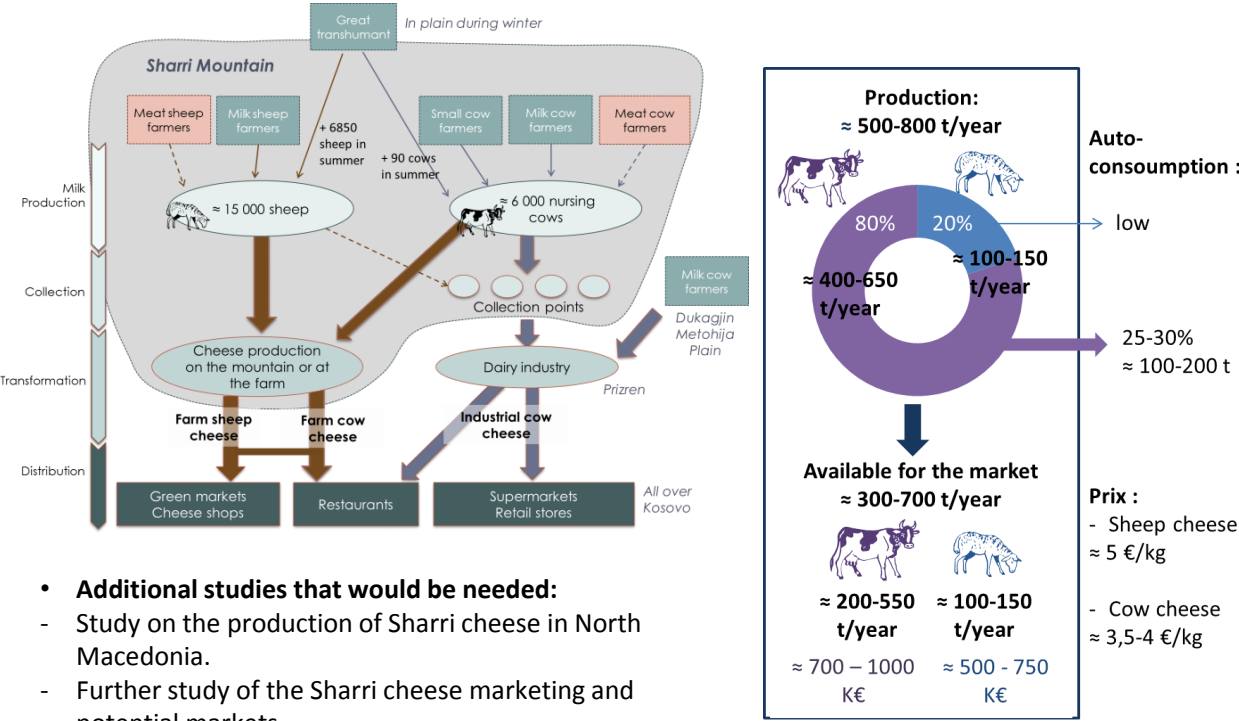 Great
transhumant
In plain during winter
Sharri Mountain
Meat sheep
farmers
Milk sheep
farmers
+ 6850
sheep in
summer
+ 90 cows
in summer
Small cow
farmers
Milk cow
farmers
Meat cow
farmers
Milk
Production
≈ 15 000 sheep
≈ 6 000 nursing
cows
Collection
Collection points
Milk cow
farmers
Dukagjin
Metohija
Plain
Transformation
Cheese production
on the mountain or at
the farm
Dairy industry
Prizren
Farm sheep
cheese
Farm cow
cheese
Industrial cow
cheese
Distribution
Green markets
Cheese shops
Restaurants
Supermarkets
Retail stores
All over
Kosovo
• Additional studies that would be needed:
- Study on the production of Sharri cheese in North
Macedonia.
- Further study of the Sharri cheese marketing and
potential markets
Production:
≈ 500-800 t/year
80%
20%
≈ 400-650
t/year
≈ 100-150
t/year
Auto-
consoumption :
low
25-30%
≈ 100-200 t
Available for the market
≈ 300-700 t/year
≈ 200-550
t/year
≈ 100-150
t/year
≈ 700 – 1000
K€
≈ 500 - 750
K€
Prix :
- Sheep cheese
≈ 5 €/kg
- Cow cheese
≈ 3,5-4 €/kg